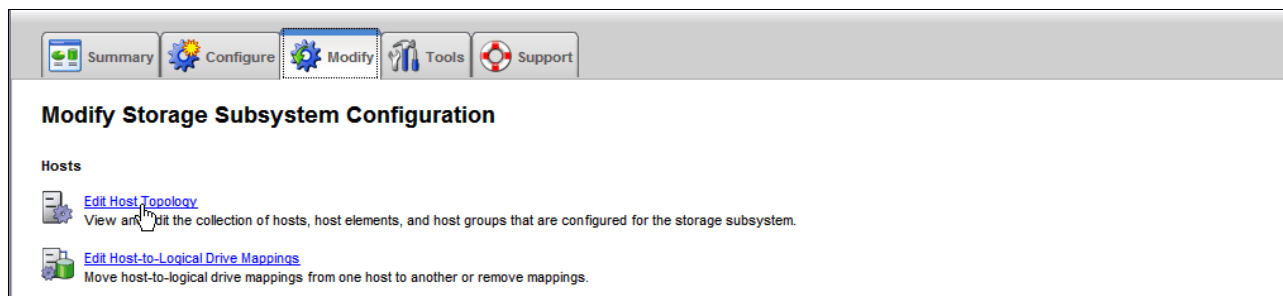 Summary Configure Modify Tools Support
Modify Storage Subsystem Configuration
Hosts
Edit Host Topology
View and edit the collection of hosts, host elements, and host groups that are configured for the storage subsystem.
Edit Host-to-Logical Drive Mappings
Move host-to-logical drive mappings from one host to another or remove mappings.